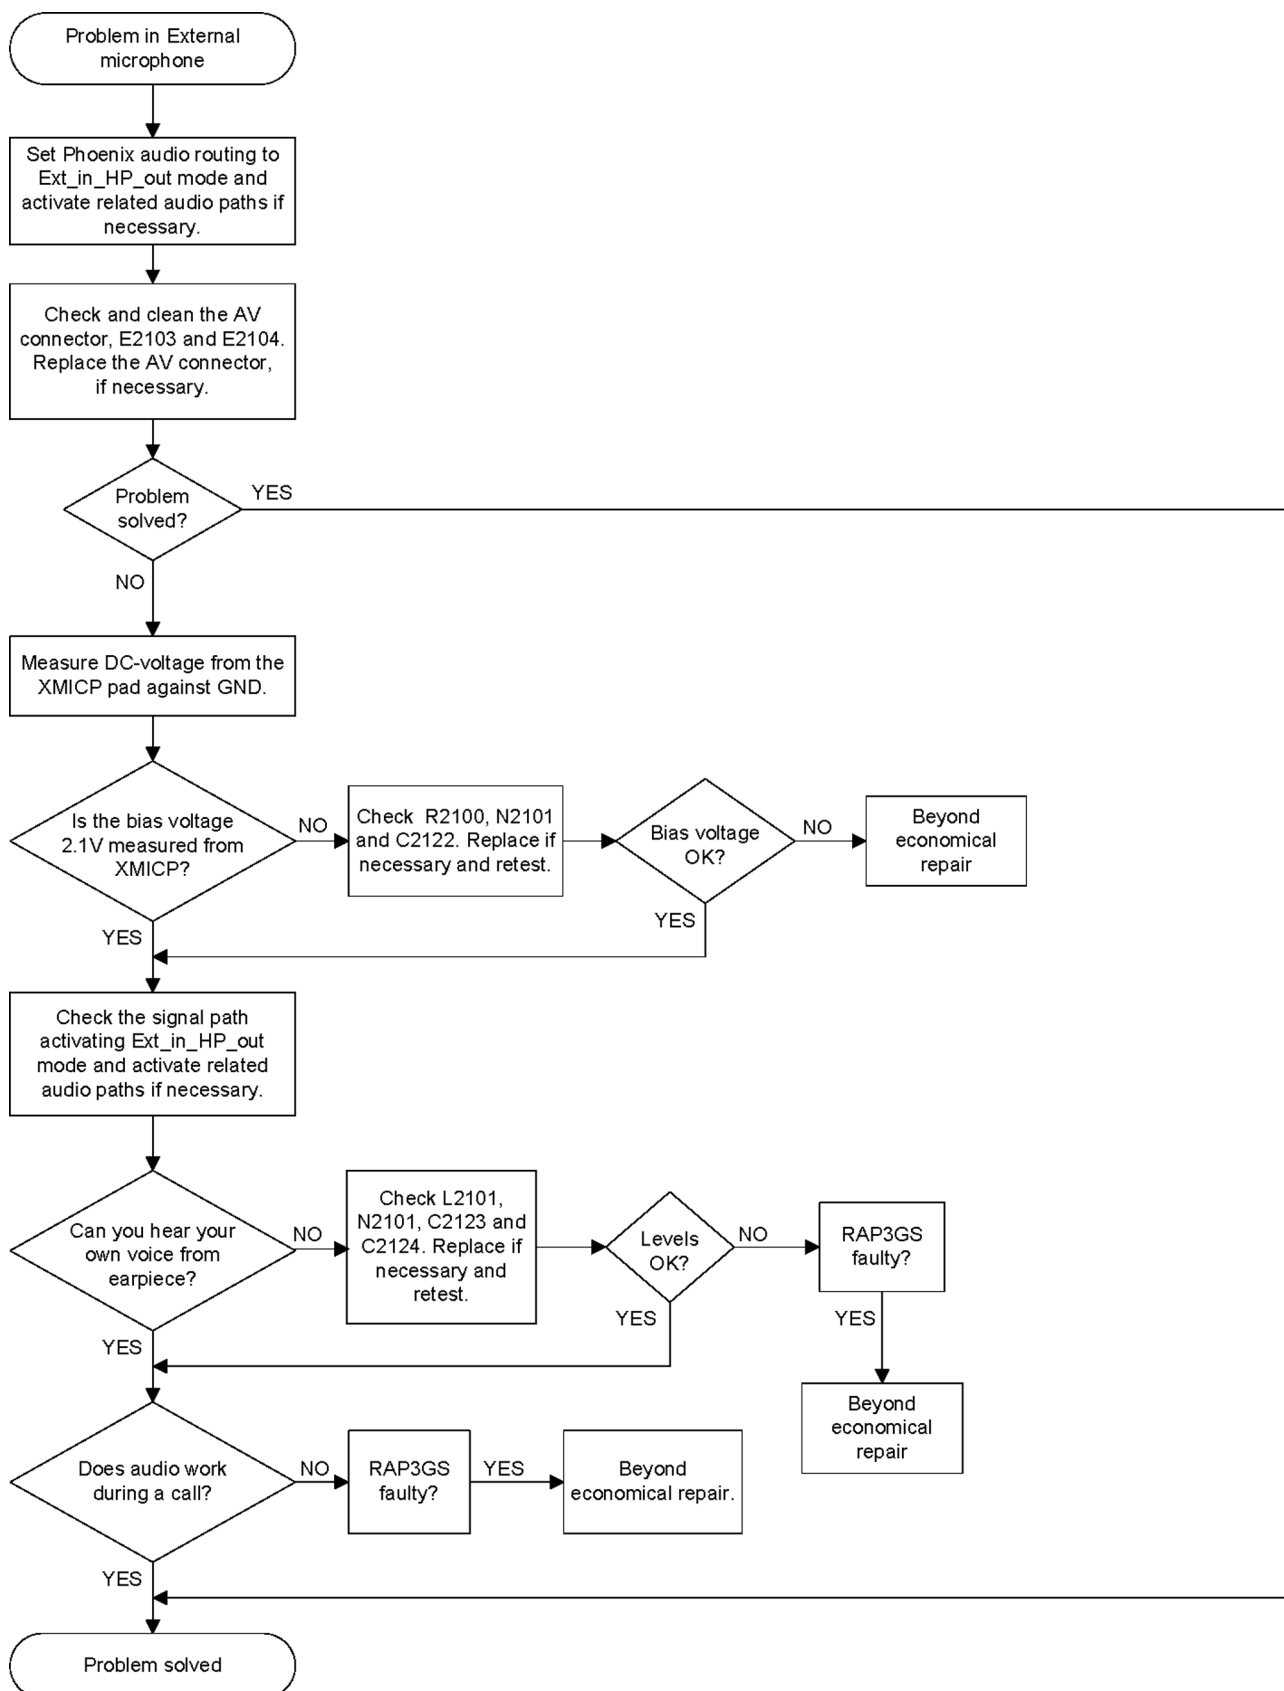 Problem in External
microphone
Set Phoenix audio routing to
Ext_in_HP_out mode and
activate related audio paths if
necessary.
Check and clean the AV
connector, E2103 and E2104.
Replace the AV connector,
if necessary.
Problem
solved?
YES
NO
Measure DC-voltage from the
XMICP pad against GND.
Is the bias voltage
2.1V measured from
XMICP?
NO
Check R2100, N2101
and C2122. Replace if
necessary and retest.
Bias voltage
OK?
NO
Beyond
economical
repair
YES
YES
Check the signal path
activating Ext_in_HP_out
mode and activate related
audio paths if necessary.
Can you hear your
own voice from
earpiece?
NO
Check L2101,
N2101, C2123 and
C2124. Replace if
necessary and
retest.
Levels
OK?
NO
RAP3GS
faulty?
YES
YES
YES
Beyond
economical
repair
Does audio work
during a call?
NO
RAP3GS
faulty?
YES
Beyond
economical repair.
YES
Problem solved